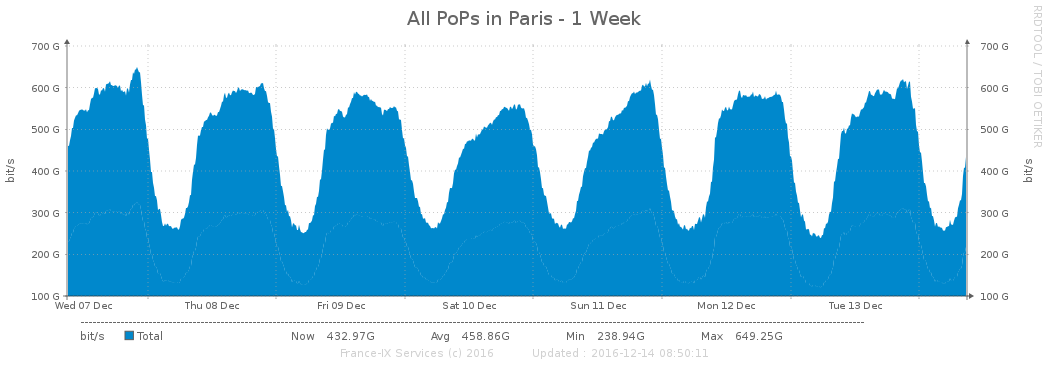 All PoPs in Paris - 1 Week
RRDTOOL / TOBI OETIKER
700 G 700 G
600 G 600 G
500 G 500 G
400 G 400 G
300 G 300 G
200 G 200 G
100 G 100 G
bit/s bit/s
Wed 07 Dec Thu 08 Dec Fri 09 Dec Sat 10 Dec Sun 11 Dec Mon 12 Dec Tue 13 Dec
bit/s Total Now 432.97G Avg 458.86G Min 238.94G Max 649.25G
France-IX Services (c) 2016 Updated : 2016-12-14 08:50:11